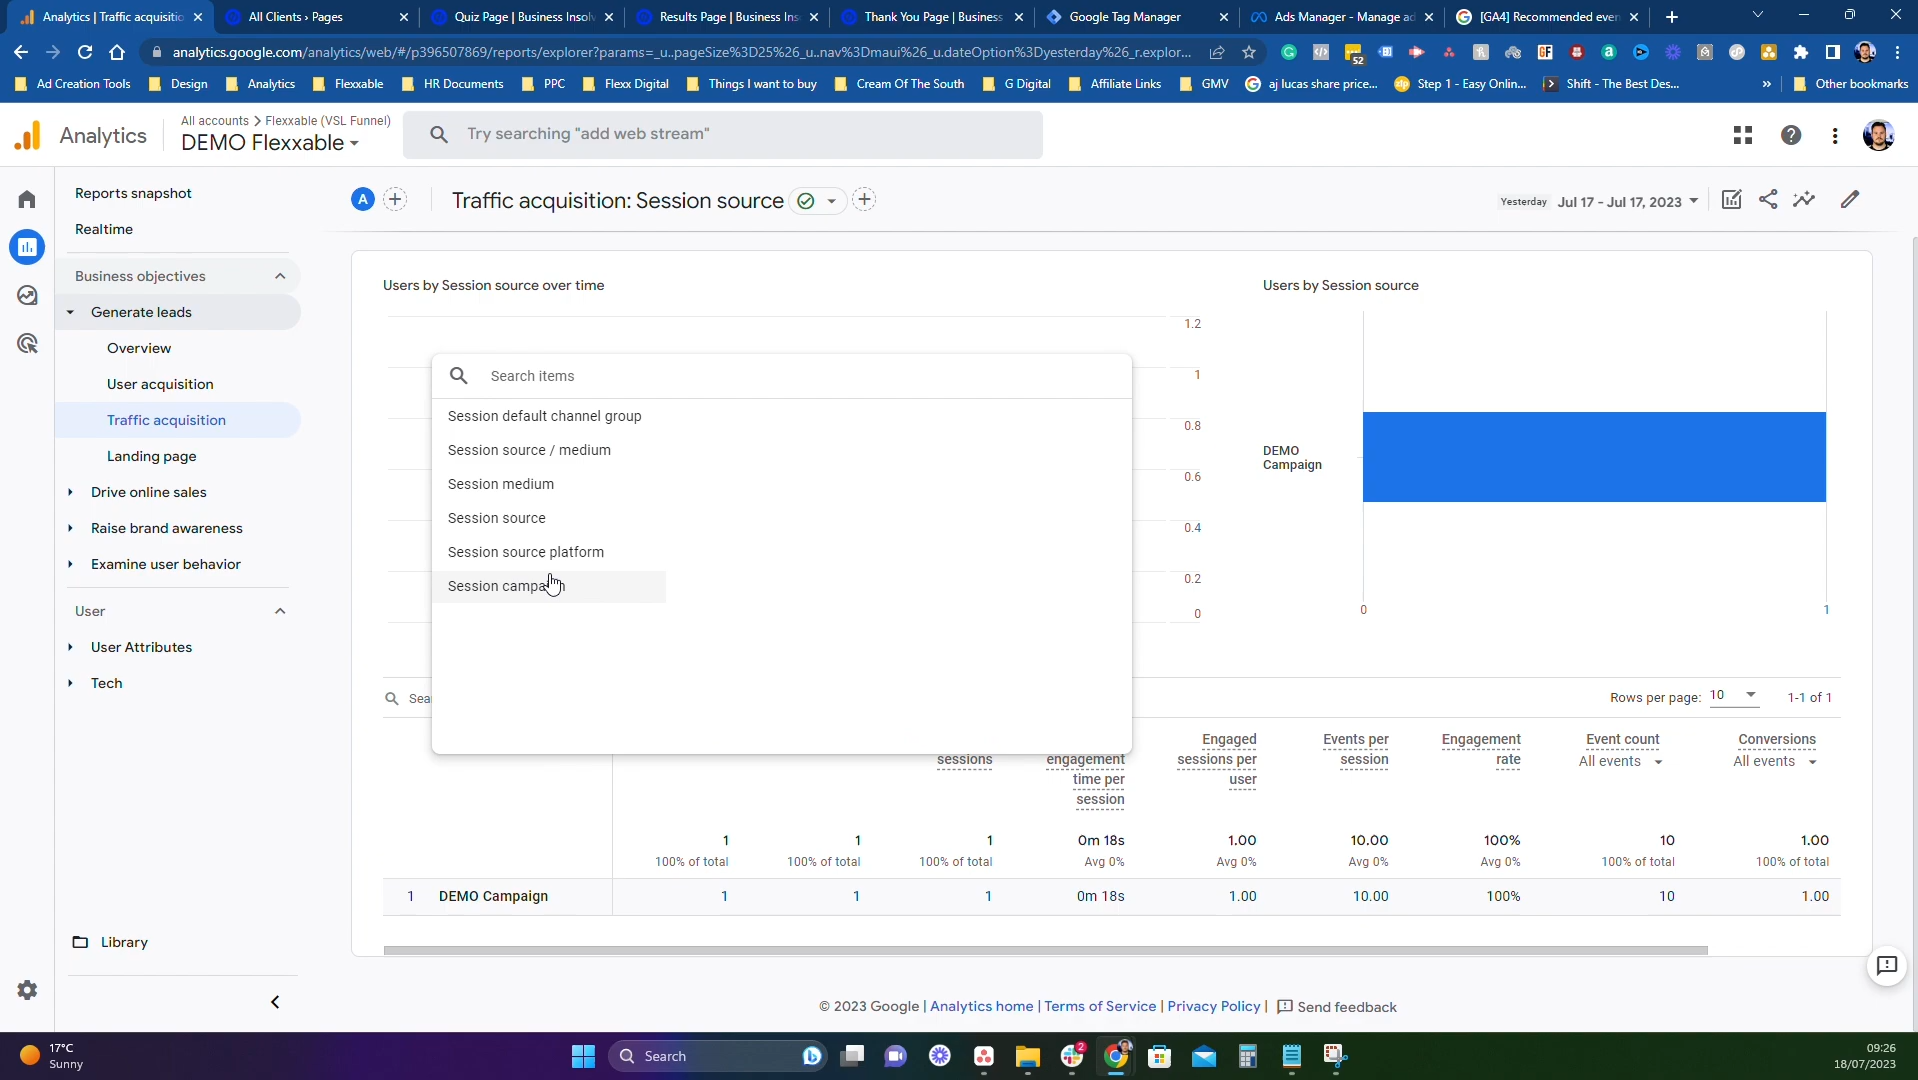 Analytics | Traffic acquisitio
All Clients › Pages
Quiz Page | Business Insolv
Results Page | Business Ins
Thank You Page | Business
Google Tag Manager
Ads Manager - Manage ad
[GA4] Recommended even
analytics.google.com/analytics/web/#/p396507869/reports/explorer?params=_u..pageSize%3D25%26_u..nav%3Dmaui%26_u.dateOption%3Dyesterday%26_r.explor...
52
Ad Creation Tools
Design
Analytics
Flexxable
HR Documents
PPC
Flexx Digital
Things I want to buy
Cream Of The South
G Digital
Affiliate Links
GMV
aj lucas share price...
Step 1 - Easy Onlin...
Shift - The Best Des...
»
Other bookmarks
Analytics
All accounts > Flexxable (VSL Funnel)
DEMO Flexxable
Try searching "add web stream"
Reports snapshot
Realtime
Business objectives
Generate leads
Overview
User acquisition
Traffic acquisition
Landing page
Drive online sales
Raise brand awareness
Examine user behavior
User
User Attributes
Tech
Library
A
Traffic acquisition: Session source
Yesterday Jul 17 - Jul 17, 2023
Users by Session source over time
1.2
1
0.8
0.6
0.4
0.2
0
Users by Session source
DEMO
Campaign
0
1
Search items
Session default channel group
Session source / medium
Session medium
Session source
Session source platform
Session campaign
Sea
Rows per page: 10
1-1 of 1
sessions
engagement
time per
session
Engaged
sessions per
user
Events per
session
Engagement
rate
Event count
All events
Conversions
All events
1 1 1 0m 18s 1.00 10.00 100% 10 1.00
100% of total 100% of total 100% of total Avg 0% Avg 0% Avg 0% Avg 0% 100% of total 100% of total
1 DEMO Campaign 1 1 1 0m 18s 1.00 10.00 100% 10 1.00
© 2023 Google | Analytics home | Terms of Service | Privacy Policy | Send feedback
17°C
Sunny
Search
2
09:26
18/07/2023